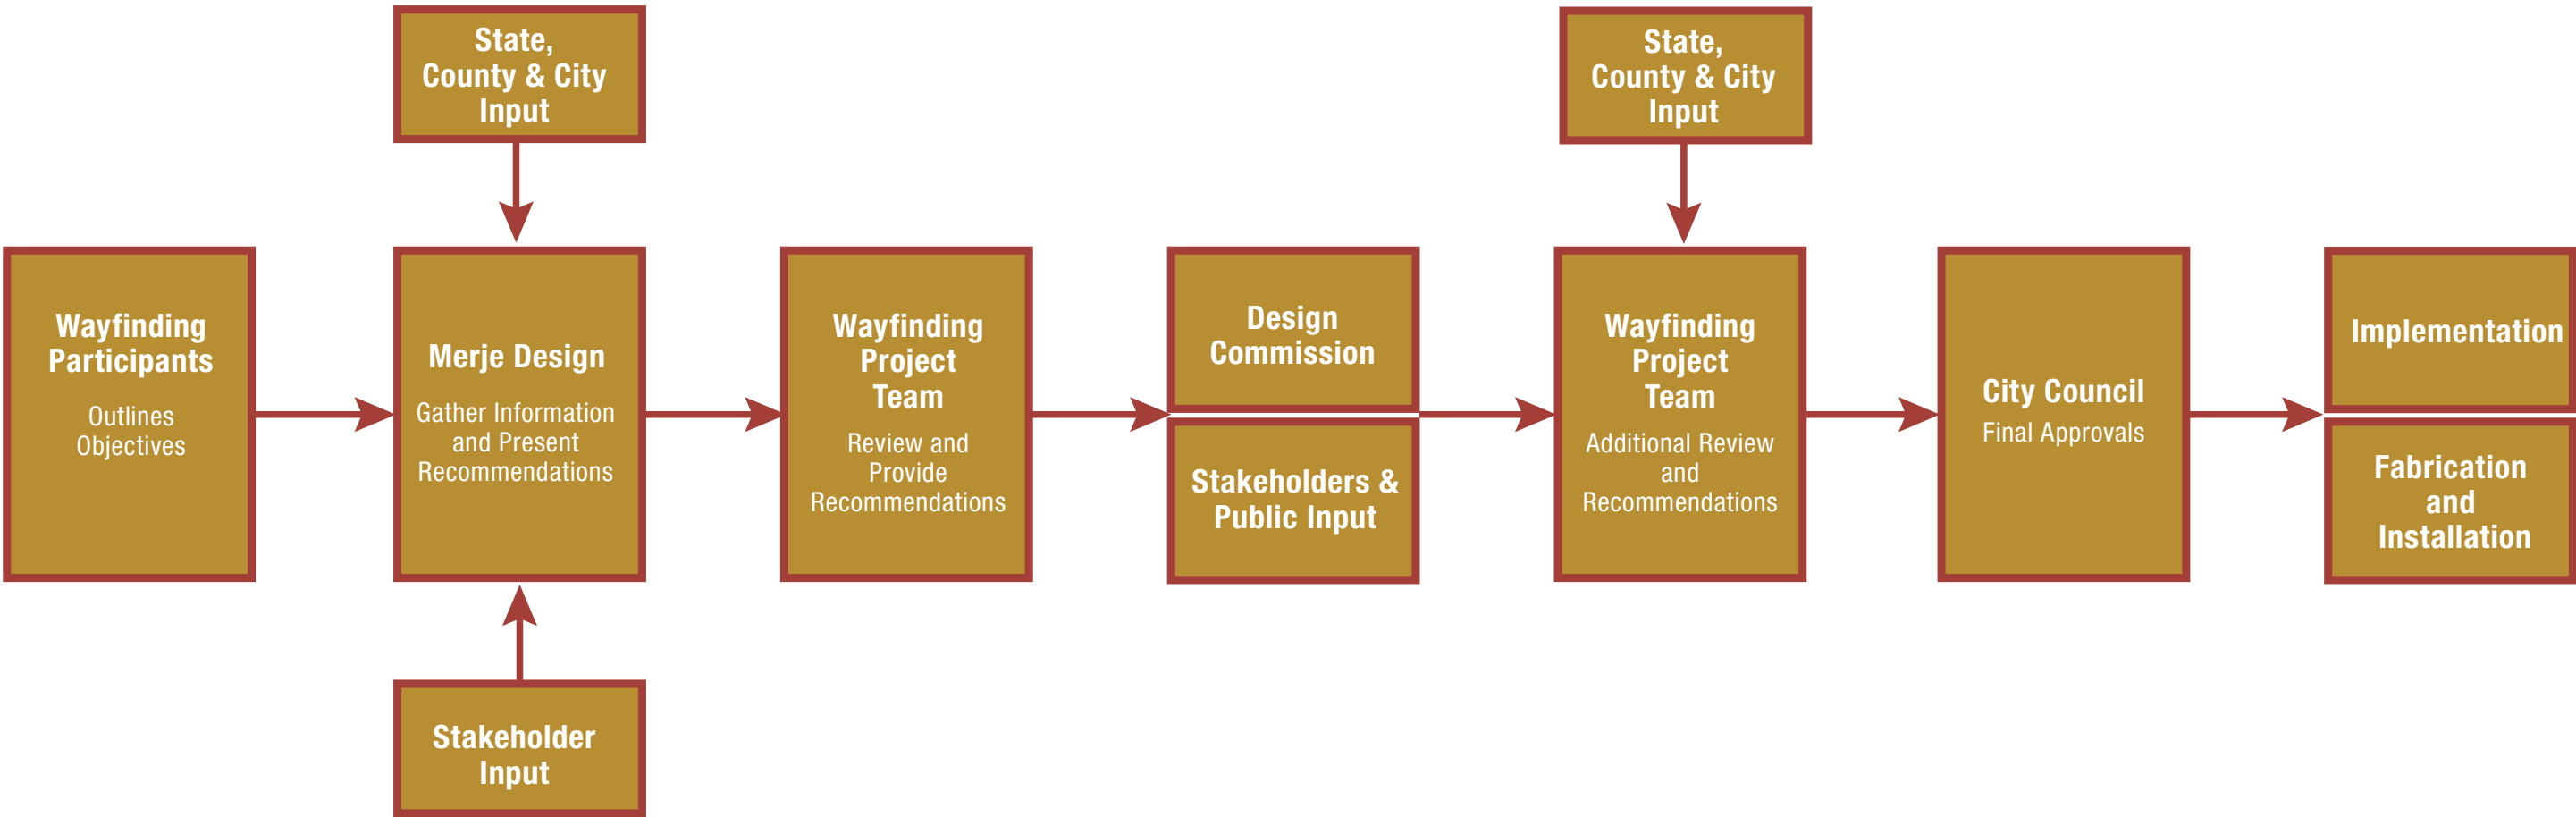 State,
County & City
Input
State,
County & City
Input
Wayfinding
Participants
Outlines
Objectives
Merje Design
Gather Information
and Present
Recommendations
Wayfinding
Project
Team
Review and
Provide
Recommendations
Design
Commission
Stakeholders &
Public Input
Wayfinding
Project
Team
Additional Review
and
Recommendations
City Council
Final Approvals
Implementation
Fabrication
and
Installation
Stakeholder
Input